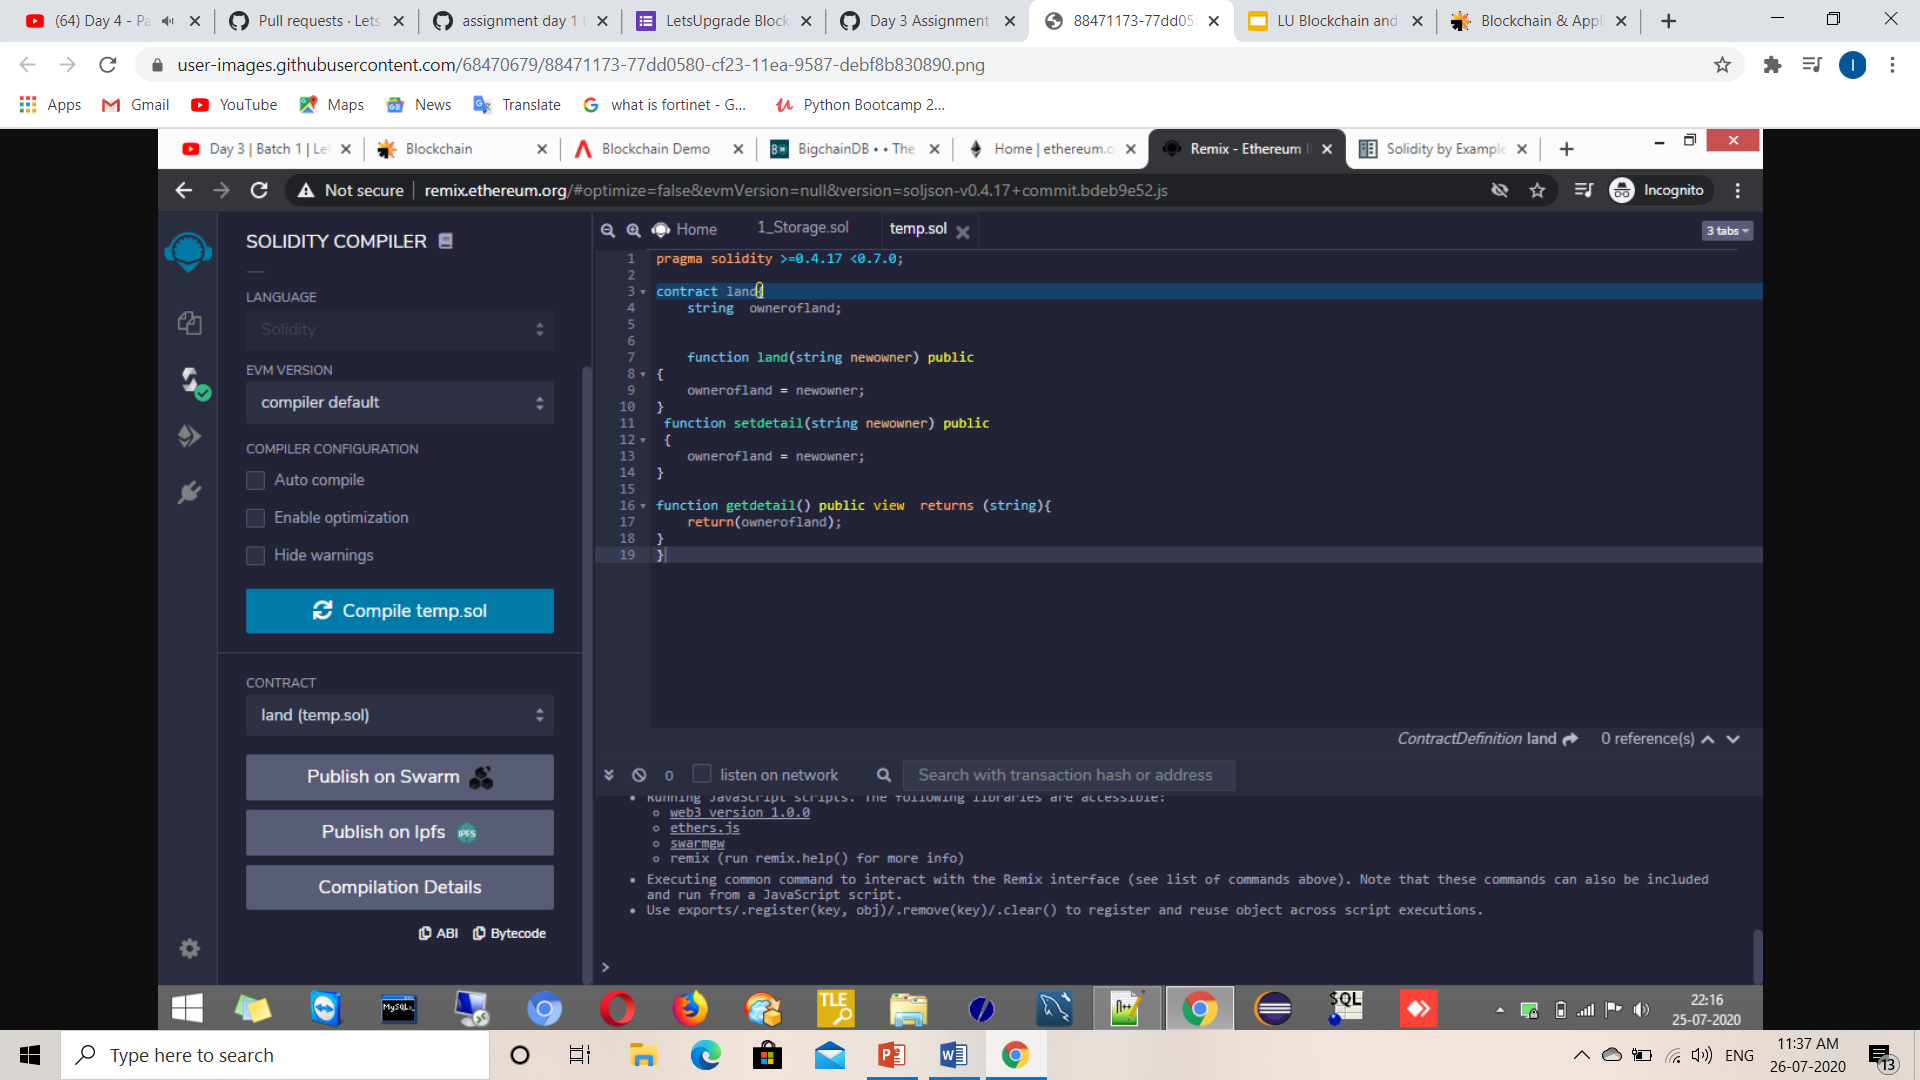 (64) Day 4 - Pa
Pull requests · Lets
assignment day 1 b
LetsUpgrade Block
Day 3 Assignment
88471173-77dd05
LU Blockchain and
Blockchain & Appl
user-images.githubusercontent.com/68470679/88471173-77dd0580-cf23-11ea-9587-debf8b830890.png
I
Apps
Gmail
YouTube
Maps
News
Translate
what is fortinet - G...
Python Bootcamp 2...
Day 3 | Batch 1 | Let
Blockchain
Blockchain Demo
BigchainDB • • The
Home | ethereum.o
Remix - Ethereum I
Solidity by Example
Not secure
remix.ethereum.org/#optimize=false&evmVersion=null&version=soljson-v0.4.17+commit.bdeb9e52.js
Incognito
SOLIDITY COMPILER
LANGUAGE
Solidity
EVM VERSION
compiler default
COMPILER CONFIGURATION
Auto compile
Enable optimization
Hide warnings
Compile temp.sol
CONTRACT
land (temp.sol)
Publish on Swarm
Publish on Ipfs
IPFS
Compilation Details
ABI
Bytecode
Home
1_Storage.sol
temp.sol
3 tabs
1 pragma solidity >=0.4.17 <0.7.0;
2
3 contract land{
4 string  ownerofland;
5
6
7 function land(string newowner) public
8 {
9 ownerofland = newowner;
10 }
11 function setdetail(string newowner) public
12 {
13 ownerofland = newowner;
14 }
15
16 function getdetail() public view  returns (string){
17 return(ownerofland);
18 }
19 }
ContractDefinition land
0 reference(s)
0
listen on network
Search with transaction hash or address
• Running JavaScript scripts. The following libraries are accessible:
web3 version 1.0.0
ethers.js
swarmgw
remix (run remix.help() for more info)
• Executing common command to interact with the Remix interface (see list of commands above). Note that these commands can also be included
and run from a JavaScript script.
• Use exports/.register(key, obj)/.remove(key)/.clear() to register and reuse object across script executions.
>
TLE
SQL
22:16
25-07-2020
Type here to search
ENG
11:37 AM
26-07-2020
13